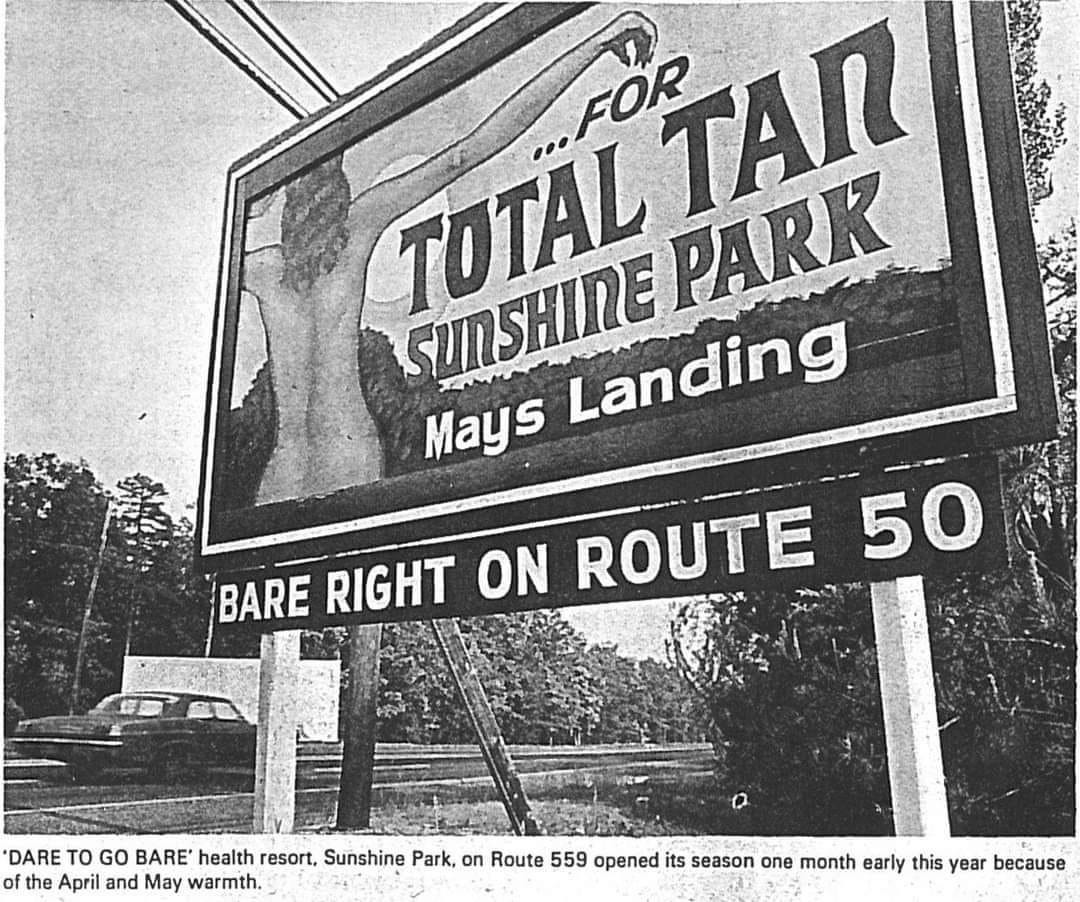 ...FOR
TOTAL TAN
SUNSHINE PARK
Mays Landing
BARE RIGHT ON ROUTE 50
'DARE TO GO BARE' health resort, Sunshine Park, on Route 559 opened its season one month early this year because
of the April and May warmth.